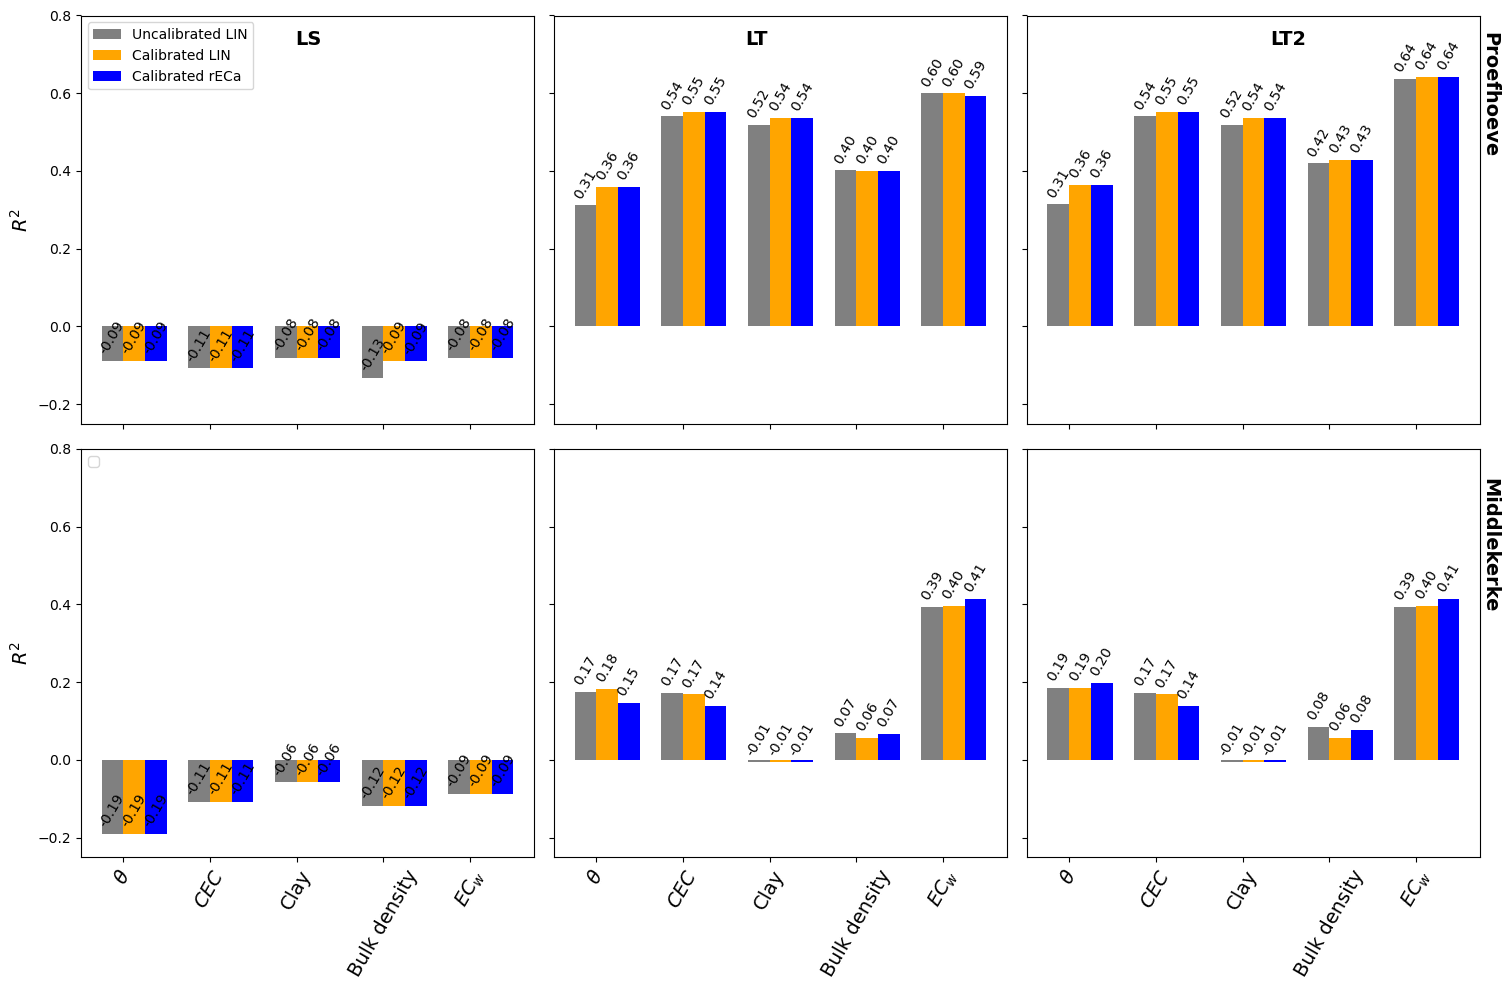 LS
LT
LT2
Uncalibrated LIN
Calibrated LIN
Calibrated rECa
Proefhoeve
R²
0.8
0.6
0.4
0.2
0.0
−0.2
-0.09 -0.09 -0.09 -0.11 -0.11 -0.11 -0.08 -0.08 -0.08 -0.13 -0.09 -0.09 -0.08 -0.08 -0.08
0.31 0.36 0.36 0.54 0.55 0.55 0.52 0.54 0.54 0.40 0.40 0.40 0.60 0.60 0.59
0.31 0.36 0.36 0.54 0.55 0.55 0.52 0.54 0.54 0.42 0.43 0.43 0.64 0.64 0.64
Middlekerke
R²
0.8
0.6
0.4
0.2
0.0
−0.2
-0.19 -0.19 -0.19 -0.11 -0.11 -0.11 -0.06 -0.06 -0.06 -0.12 -0.12 -0.12 -0.09 -0.09 -0.09
0.17 0.18 0.15 0.17 0.17 0.14 -0.01 -0.01 -0.01 0.07 0.06 0.07 0.39 0.40 0.41
0.19 0.19 0.20 0.17 0.17 0.14 -0.01 -0.01 -0.01 0.08 0.06 0.08 0.39 0.40 0.41
θ CEC Clay Bulk density EC_w
θ CEC Clay Bulk density EC_w
θ CEC Clay Bulk density EC_w